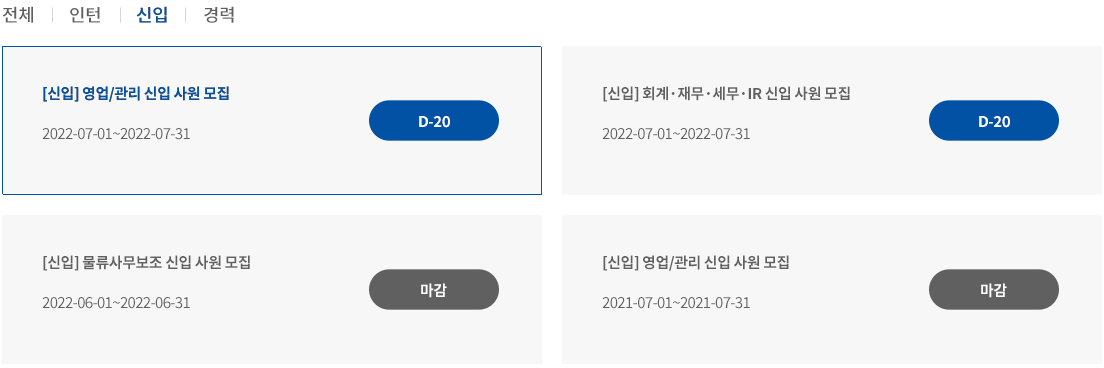 전체 | 인턴 | 신입 | 경력
[신입] 영업/관리 신입 사원 모집
2022-07-01~2022-07-31
D-20
[신입] 회계·재무·세무·IR 신입 사원 모집
2022-07-01~2022-07-31
D-20
[신입] 물류사무보조 신입 사원 모집
2022-06-01~2022-06-31
마감
[신입] 영업/관리 신입 사원 모집
2021-07-01~2021-07-31
마감